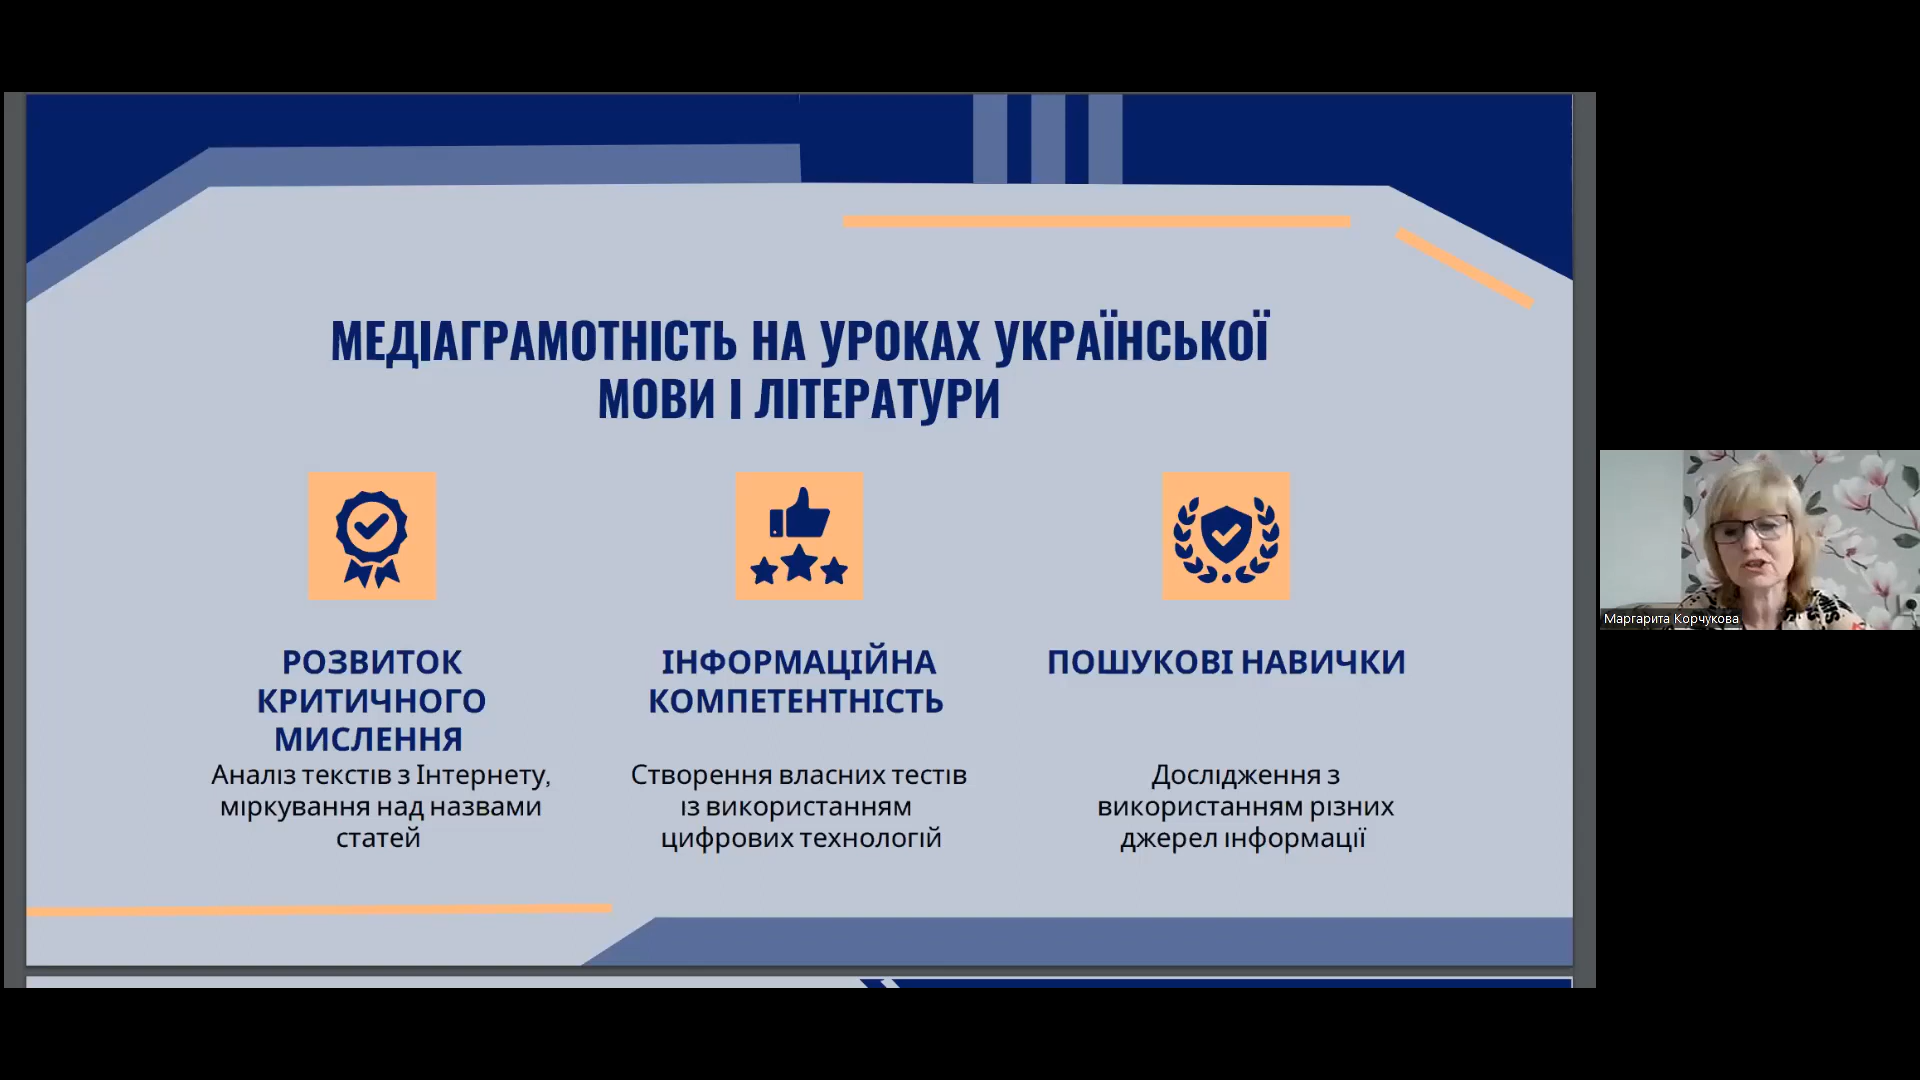 МЕДІАГРАМОТНІСТЬ НА УРОКАХ УКРАЇНСЬКОЇ
МОВИ І ЛІТЕРАТУРИ
РОЗВИТОК
КРИТИЧНОГО
МИСЛЕННЯ
Аналіз текстів з Інтернету,
міркування над назвами
статей
ІНФОРМАЦІЙНА
КОМПЕТЕНТНІСТЬ
Створення власних тестів
із використанням
цифрових технологій
ПОШУКОВІ НАВИЧКИ
Дослідження з
використанням різних
джерел інформації
Маргарита Корчукова